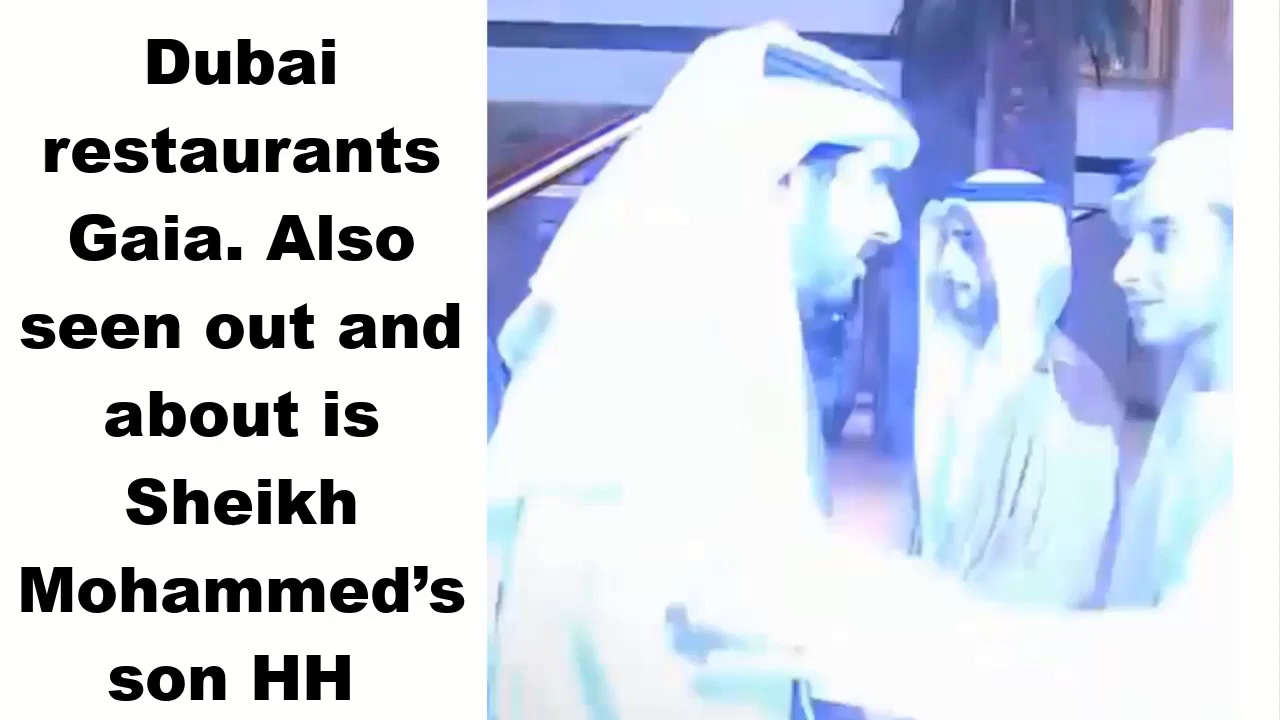 Dubai
restaurants
Gaia. Also
seen out and
about is
Sheikh
Mohammed’s
son HH